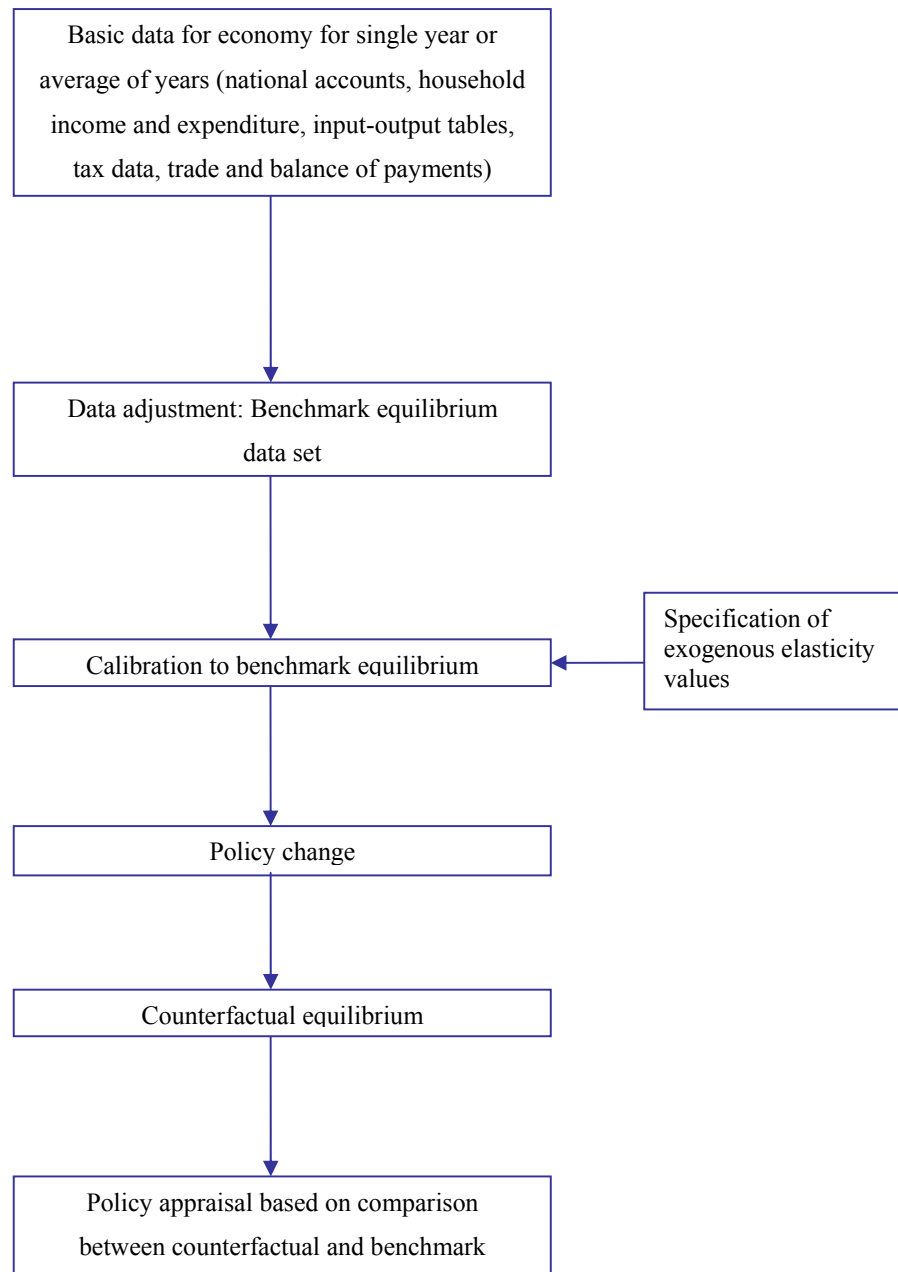 Basic data for economy for single year or
average of years (national accounts, household
income and expenditure, input-output tables,
tax data, trade and balance of payments)
Data adjustment: Benchmark equilibrium
data set
Specification of
exogenous elasticity
values
Calibration to benchmark equilibrium
Policy change
Counterfactual equilibrium
Policy appraisal based on comparison
between counterfactual and benchmark